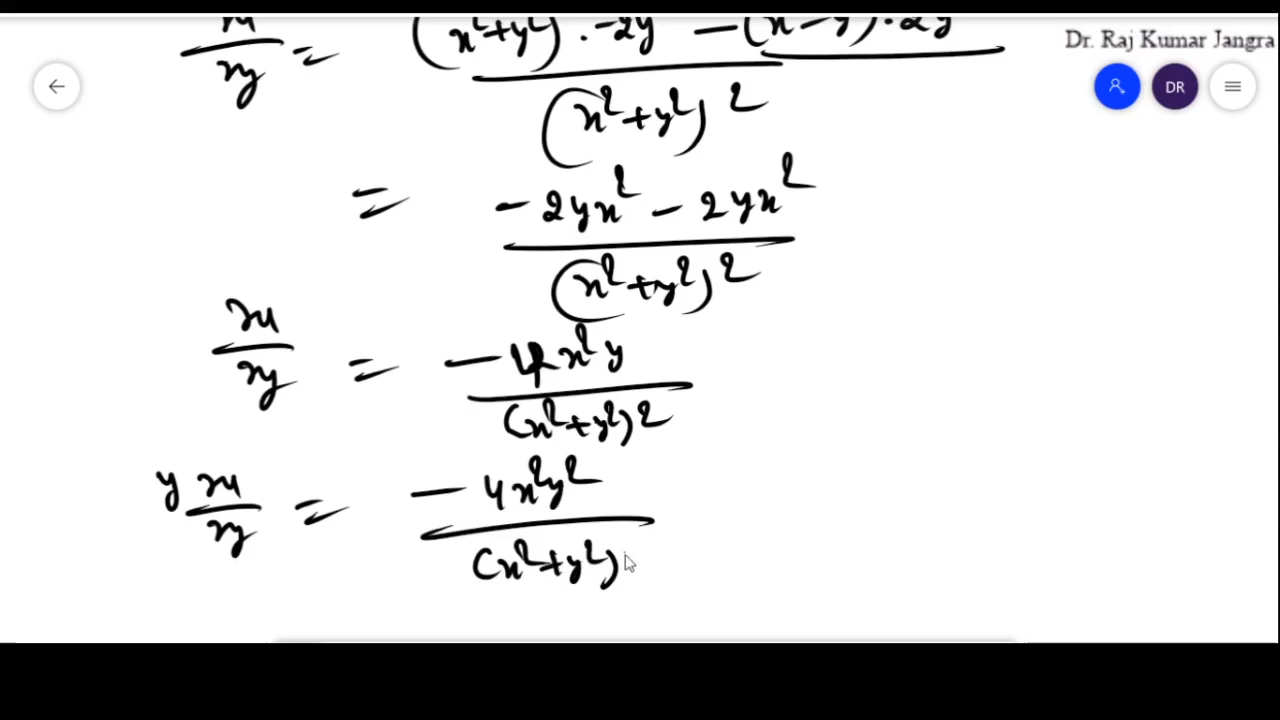 Dr. Raj Kumar Jangra
DR
∂u/∂y = (x²+y²).-2y - (x²-y²).2y
(x²+y²)²
= -2yx² - 2yx²
(x²+y²)²
∂u/∂y = -4x²y
(x²+y²)2
y ∂u/∂y = -4x²y²
(x²+y²)